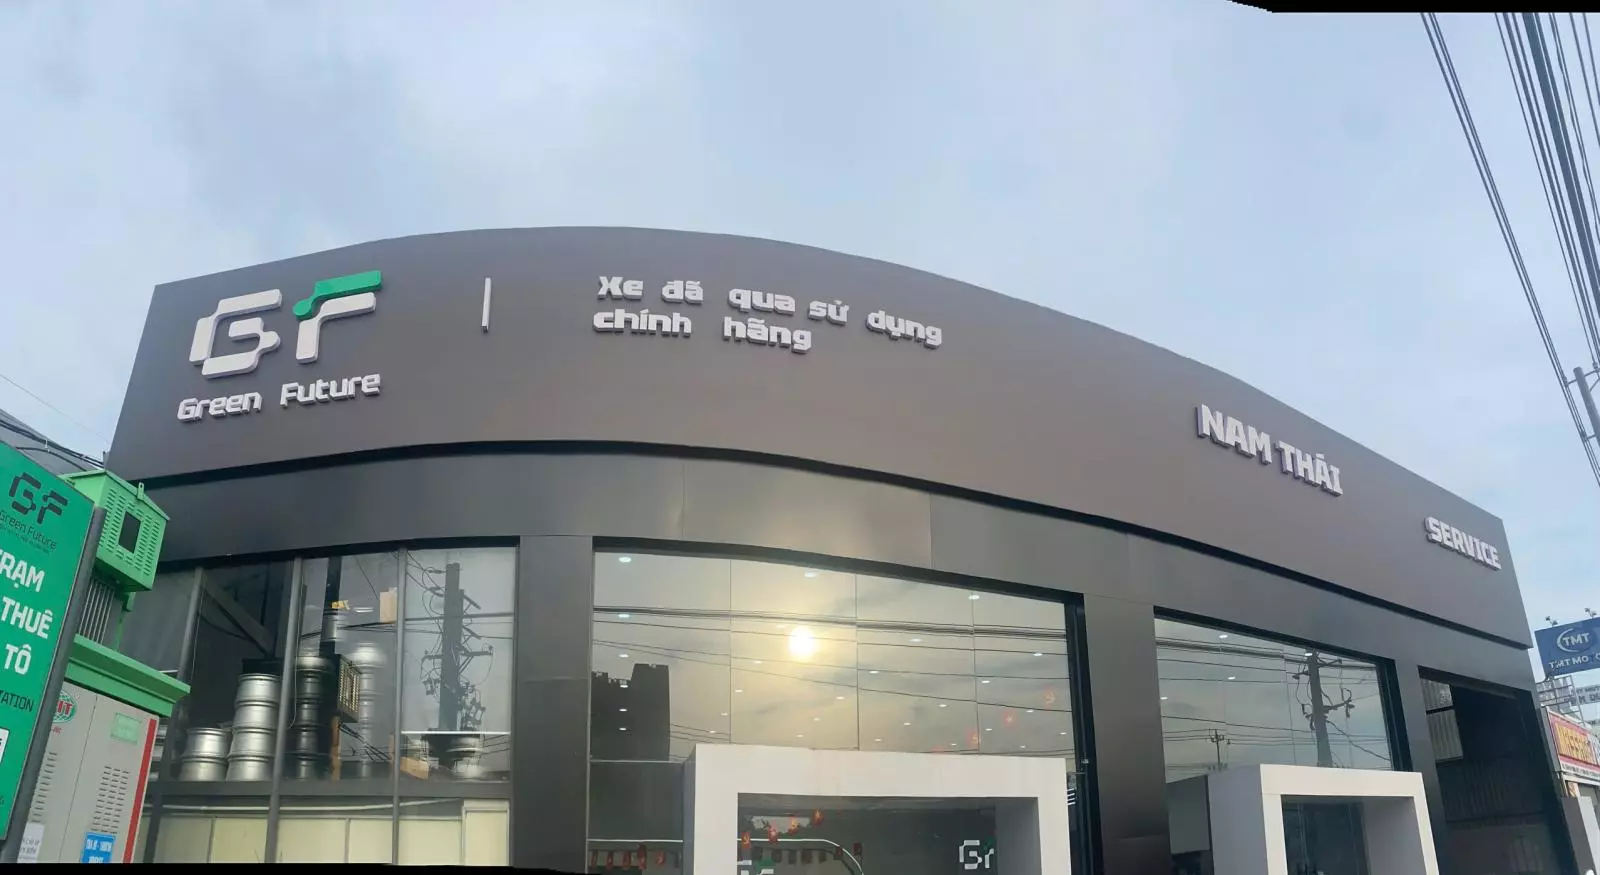 GF
Green Future
Xe đã qua sử dụng
chính hãng
NAM THÁI
SERVICE
GF
Green Future
TRẠM
THUÊ
TÔ
TMT
GF